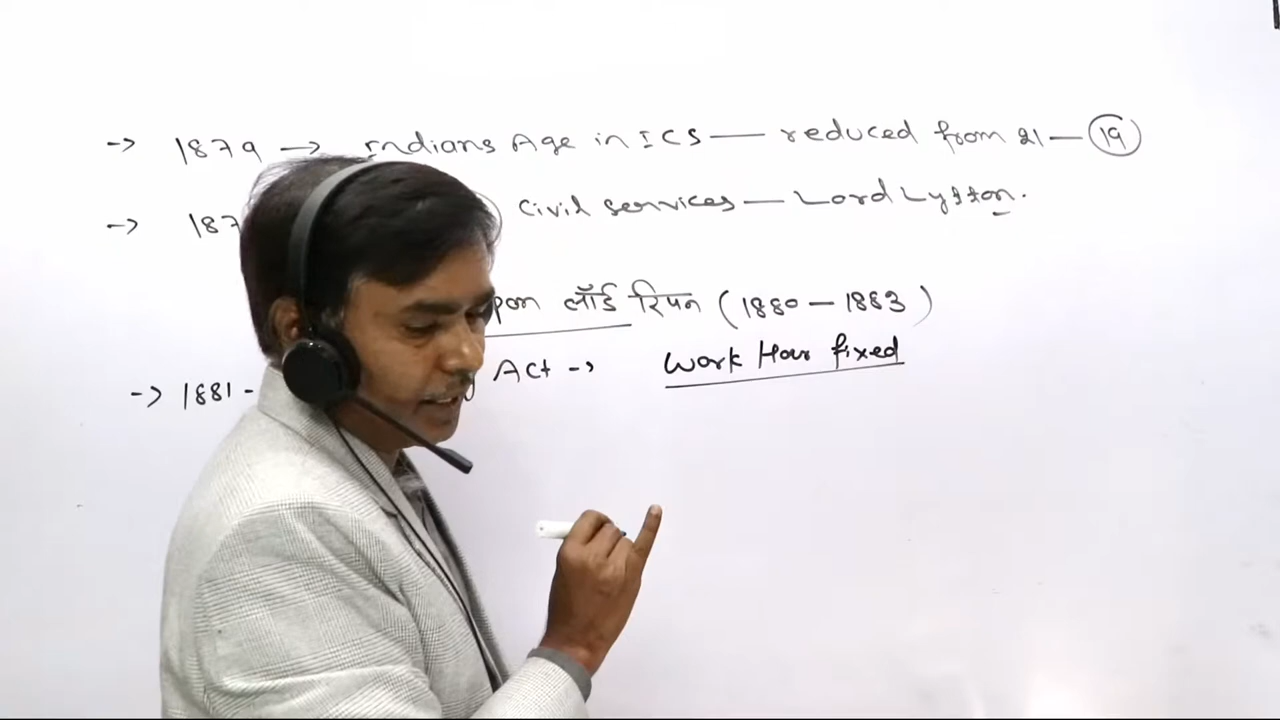 -> 1879 -> Indians Age in ICS — reduced from 21 — 19
-> 187 Civil services — Lord Lytton.
pon लॉर्ड रिपन (1880 — 1883)
-> 1881 - Act -> Work Hour fixed